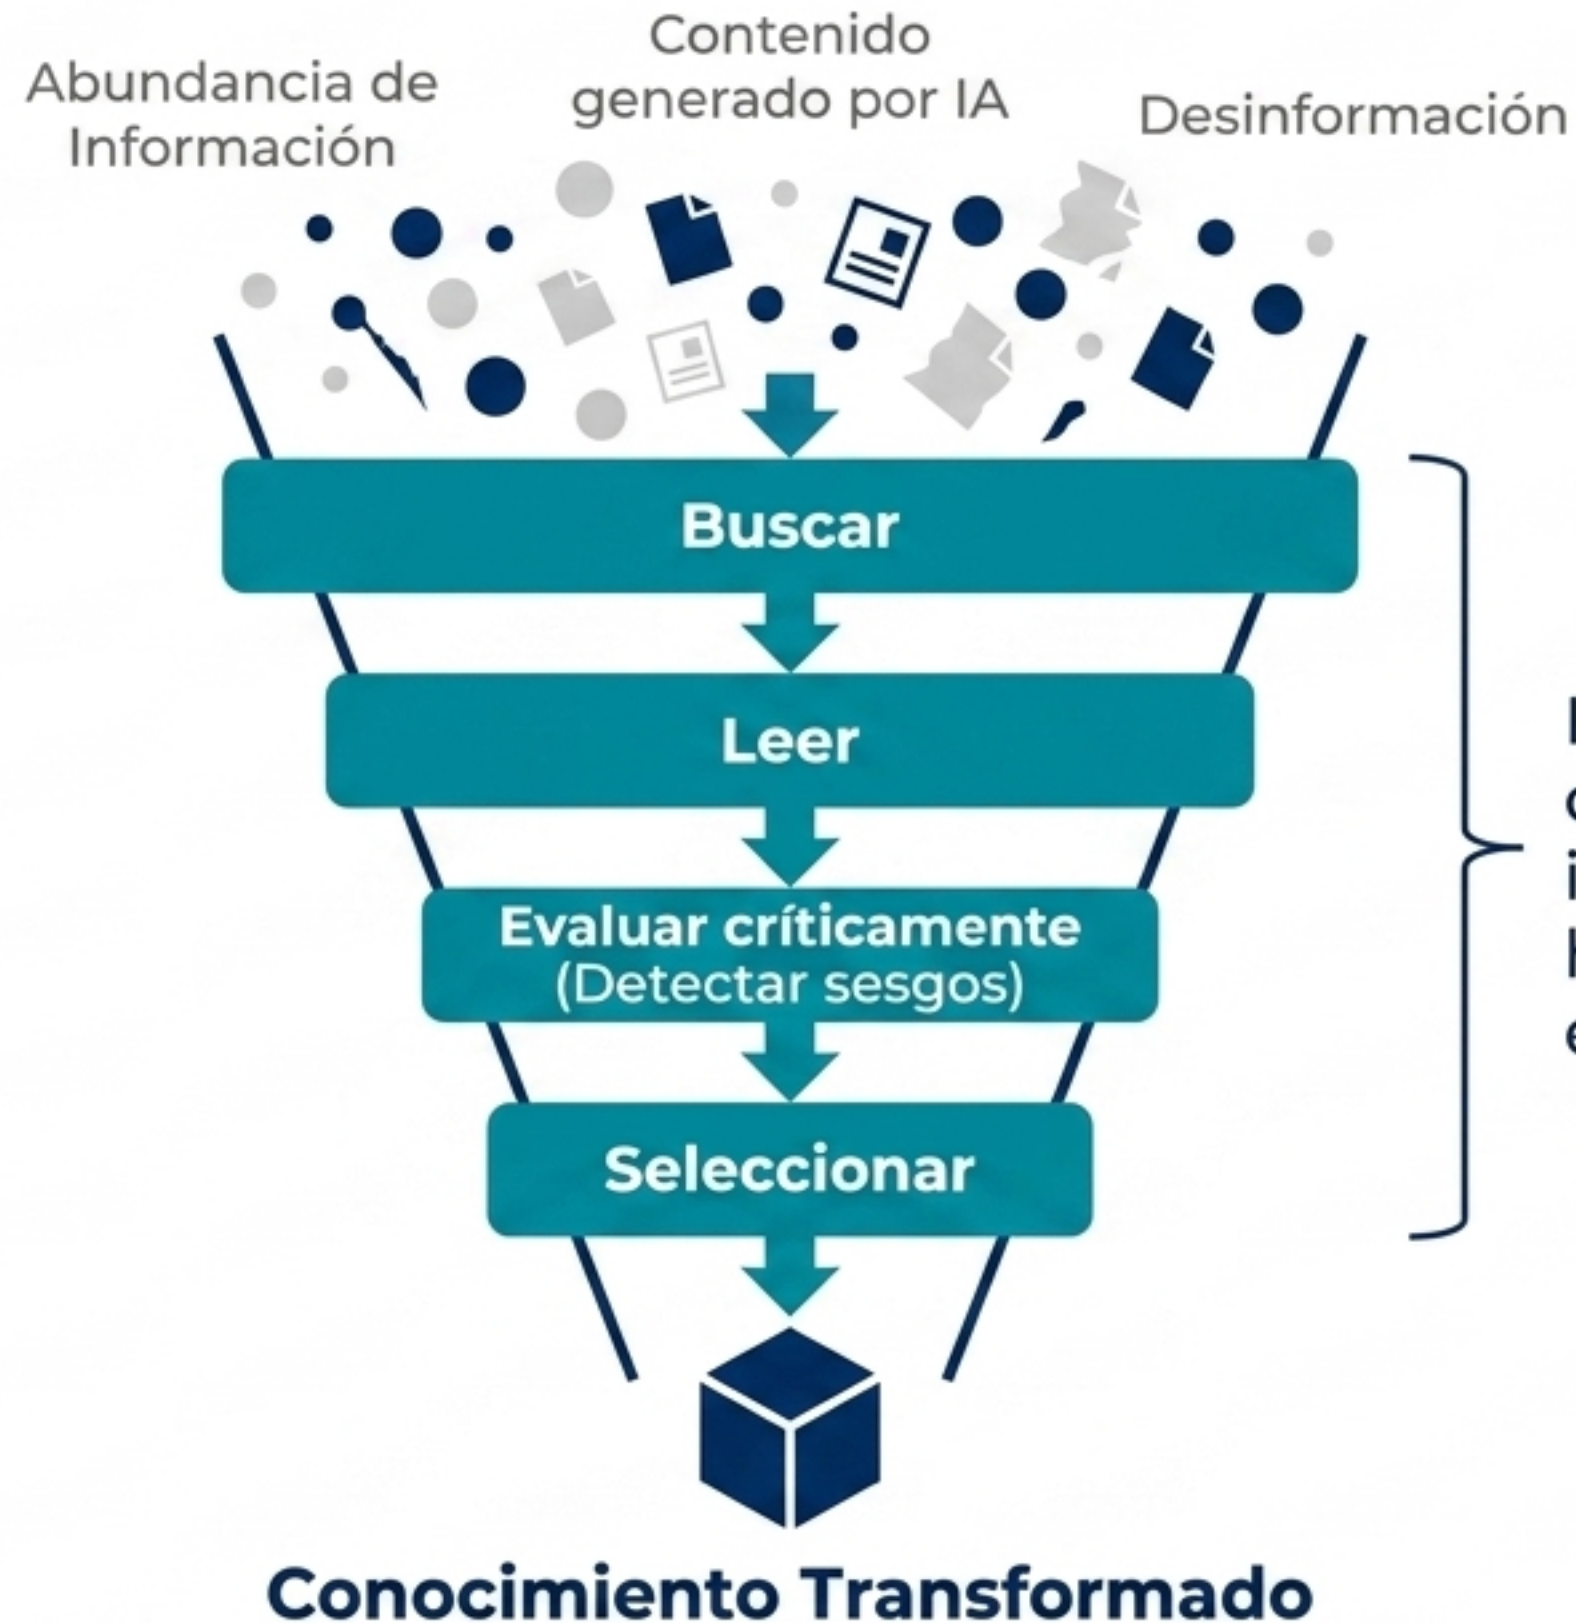 Abundancia de
Información
Contenido
generado por IA
Desinformación
Buscar
Leer
Evaluar críticamente
(Detectar sesgos)
Seleccionar
Conocimiento Transformado